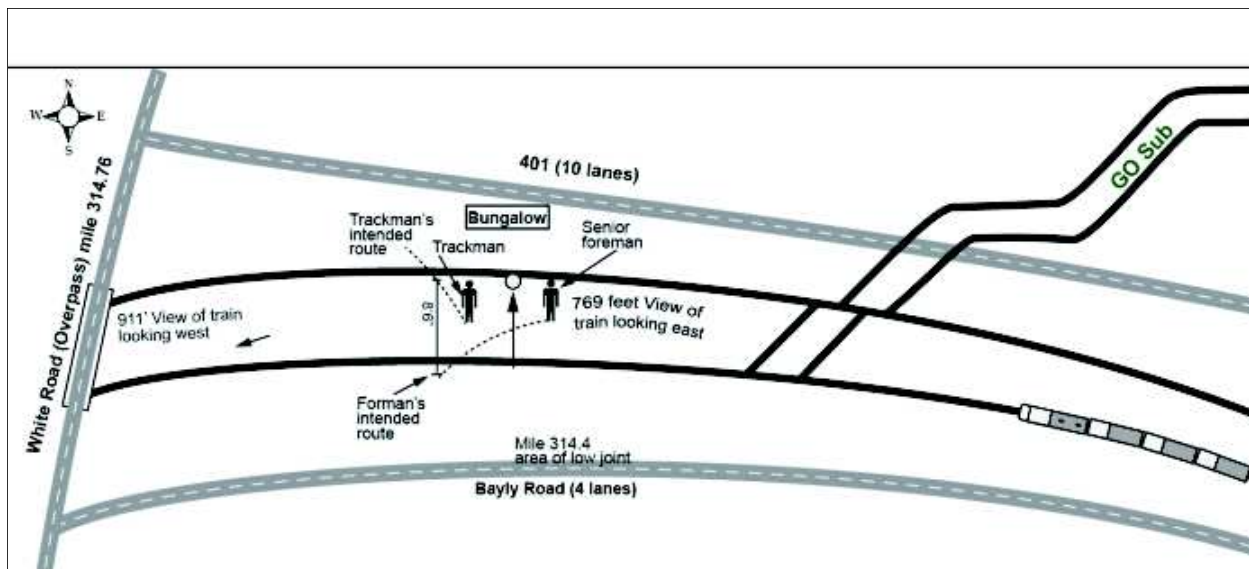 N
W E
S
White Road (Overpass) mile 314.76
401 (10 lanes)
GO Sub
Trackman's
intended
route
Bungalow
Trackman
Senior
foreman
911' View of train
looking west
8'6"
769 feet View of
train looking east
Forman's
intended
route
Mile 314.4
area of low joint
Bayly Road (4 lanes)